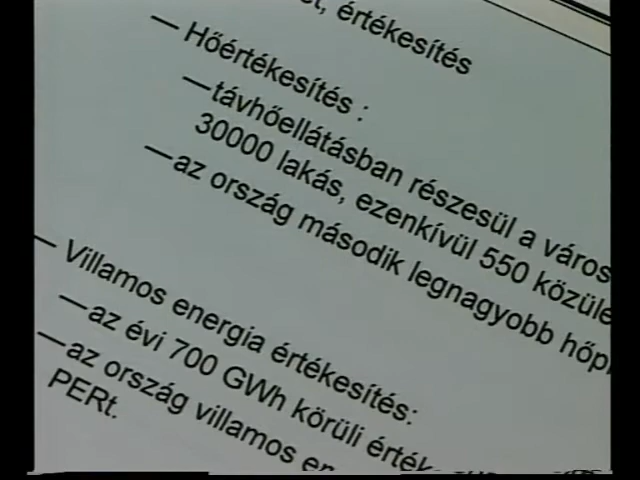 értékesítés
— Hőértékesítés :
—távhőellátásban részesül a város
30000 lakás, ezenkívül 550 közüle
—az ország második legnagyobb hőpi
— Villamos energia értékesítés:
—az évi 700 GWh körüli érték
—az ország villamos en
PERt.